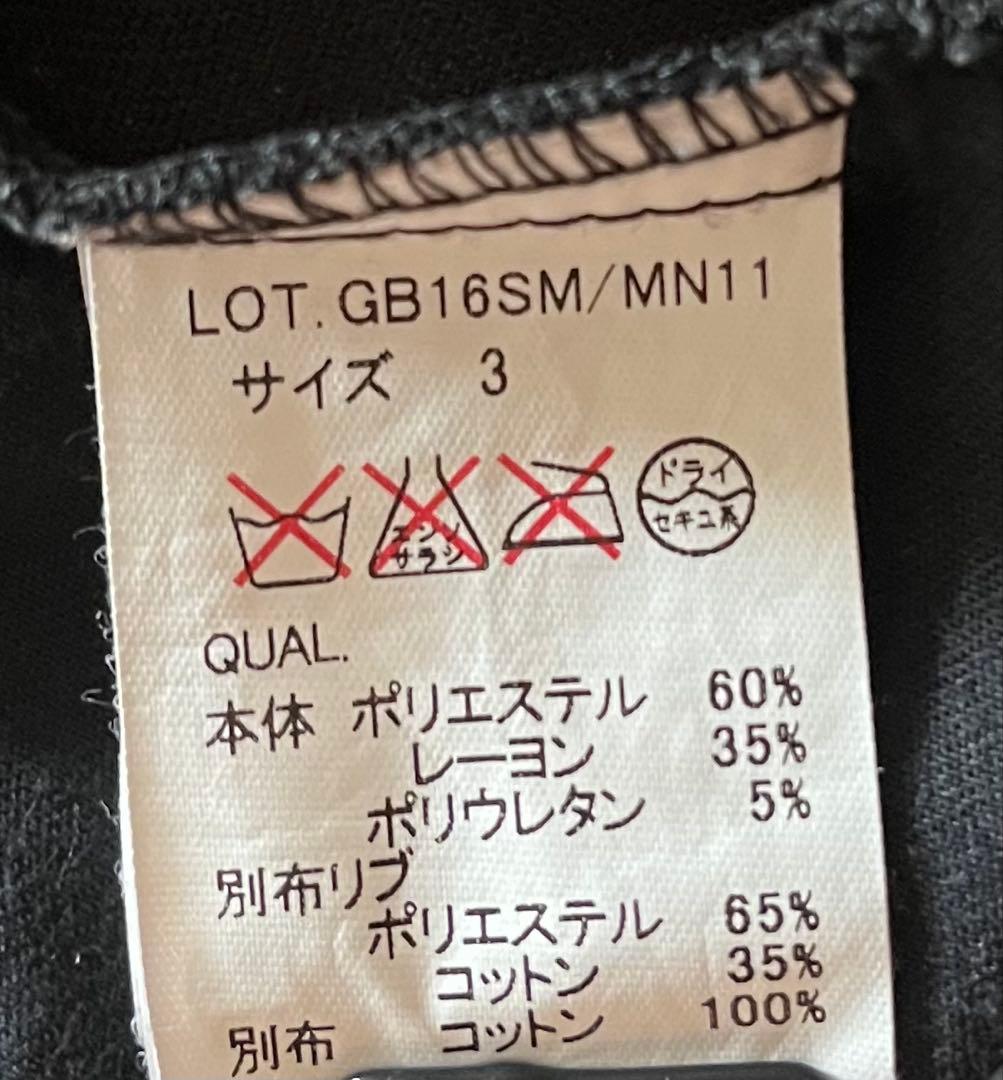 LOT. GB16SM/MN11
サイズ 3
エンソ
サラシ
ドライ
セキユ系
QUAL.
本体 ポリエステル 60%
レーヨン 35%
ポリウレタン 5%
別布リブ
ポリエステル 65%
コットン 35%
別布 コットン 100%